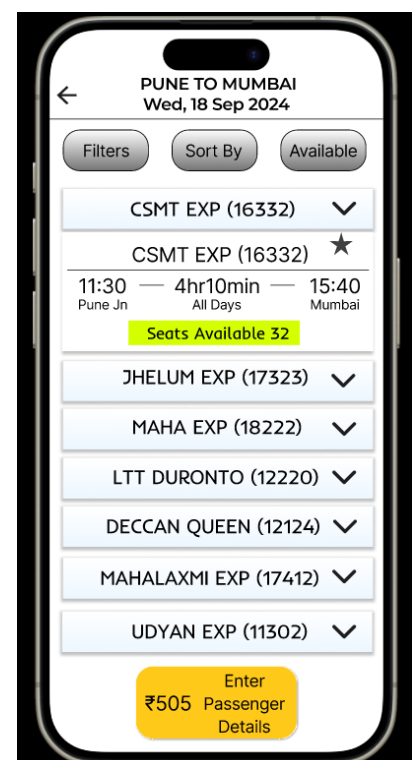 PUNE TO MUMBAI
Wed, 18 Sep 2024
Filters
Sort By
Available
CSMT EXP (16332)
CSMT EXP (16332)
11:30 — 4hr10min — 15:40
Pune Jn All Days Mumbai
Seats Available 32
JHELUM EXP (17323)
MAHA EXP (18222)
LTT DURONTO (12220)
DECCAN QUEEN (12124)
MAHALAXMI EXP (17412)
UDYAN EXP (11302)
₹505
Enter
Passenger
Details